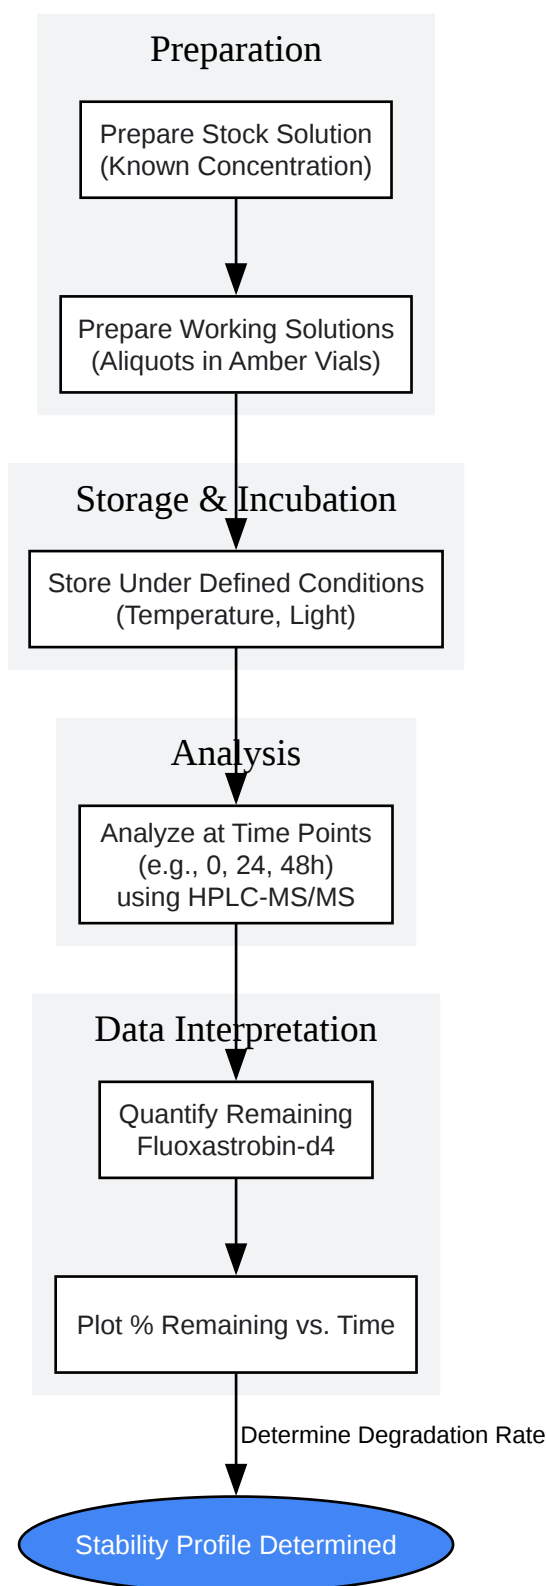 Preparation
Prepare Stock Solution
(Known Concentration)
Prepare Working Solutions
(Aliquots in Amber Vials)
Storage & Incubation
Store Under Defined Conditions
(Temperature, Light)
Analysis
Analyze at Time Points
(e.g., 0, 24, 48h)
using HPLC-MS/MS
Data Interpretation
Quantify Remaining
Fluoxastrobin-d4
Plot % Remaining vs. Time
Determine Degradation Rate
Stability Profile Determined